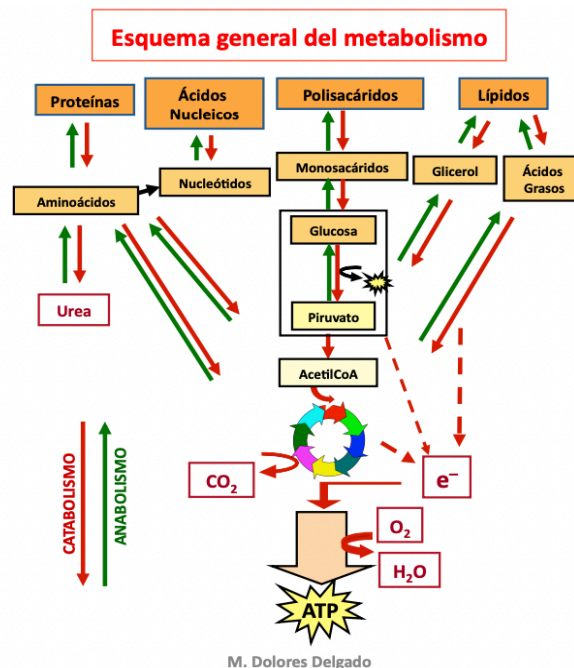 Esquema general del metabolismo
Proteínas
Ácidos
Nucleicos
Polisacáridos
Lípidos
Aminoácidos
Nucleótidos
Monosacáridos
Glicerol
Ácidos
Grasos
Glucosa
Urea
Piruvato
AcetilCoA
CATABOLISMO
ANABOLISMO
CO₂
e⁻
O₂
H₂O
ATP
M. Dolores Delgado